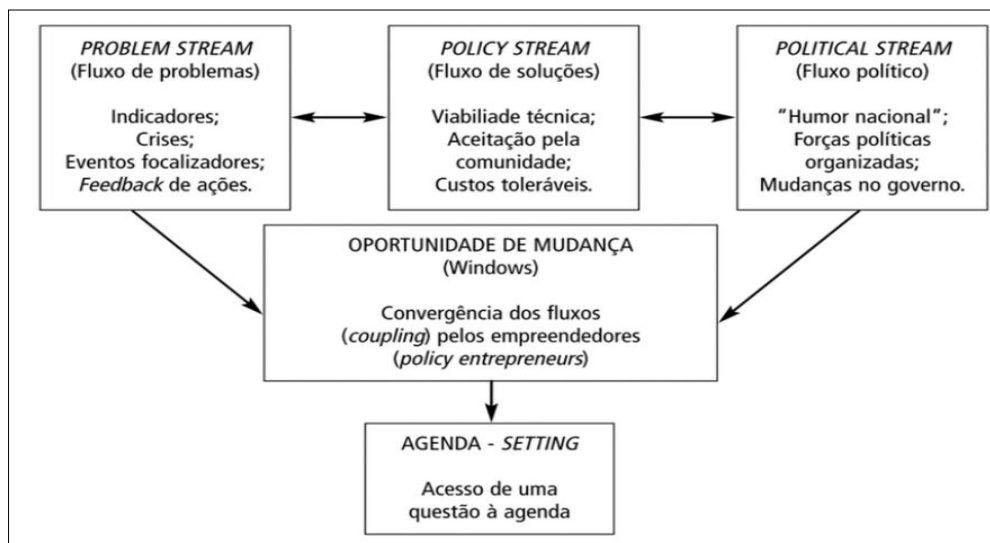 PROBLEM STREAM
(Fluxo de problemas)
Indicadores;
Crises;
Eventos focalizadores;
Feedback de ações.
POLICY STREAM
(Fluxo de soluções)
Viabiliade técnica;
Aceitação pela
comunidade;
Custos toleráveis.
POLITICAL STREAM
(Fluxo político)
"Humor nacional";
Forças políticas
organizadas;
Mudanças no governo.
OPORTUNIDADE DE MUDANÇA
(Windows)
Convergência dos fluxos
(coupling) pelos empreendedores
(policy entrepreneurs)
AGENDA - SETTING
Acesso de uma
questão à agenda